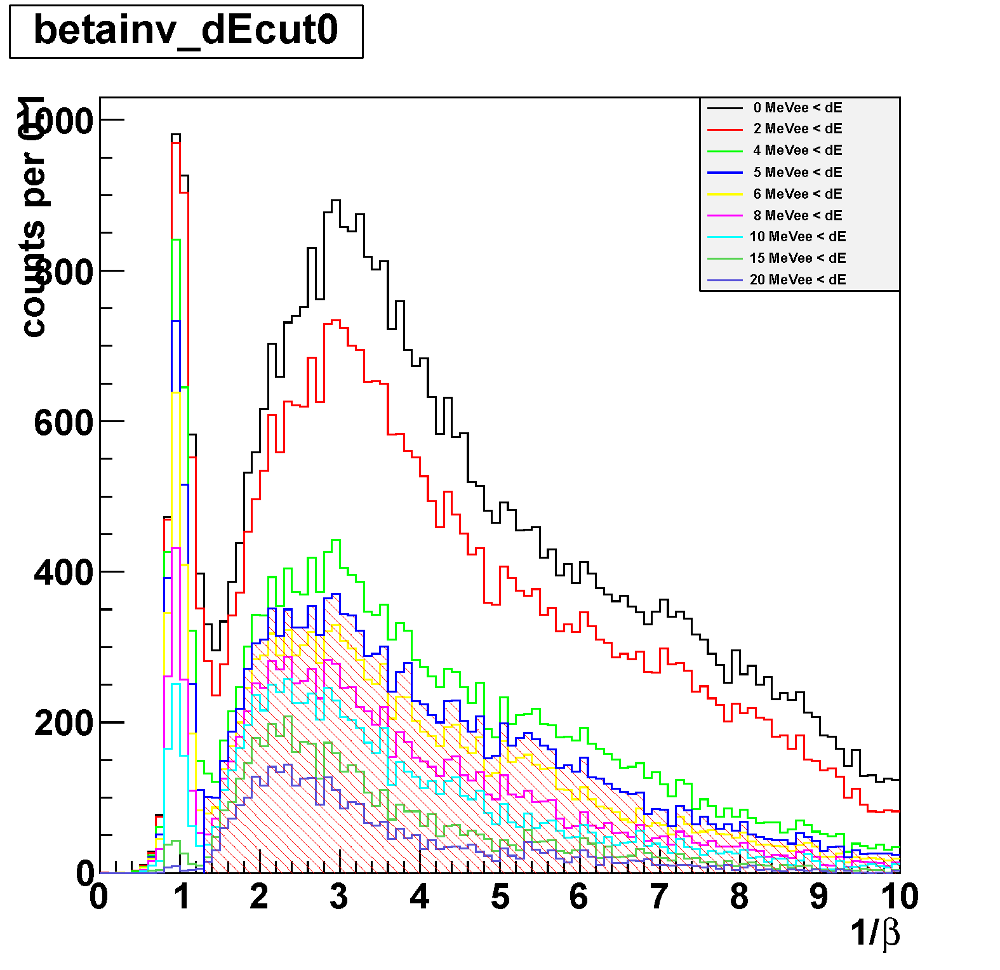 betainv_dEcut0
counts per 0.1
1000
800
600
400
200
0
0 MeVee < dE
2 MeVee < dE
4 MeVee < dE
5 MeVee < dE
6 MeVee < dE
8 MeVee < dE
10 MeVee < dE
15 MeVee < dE
20 MeVee < dE
0 1 2 3 4 5 6 7 8 9 10
1/β